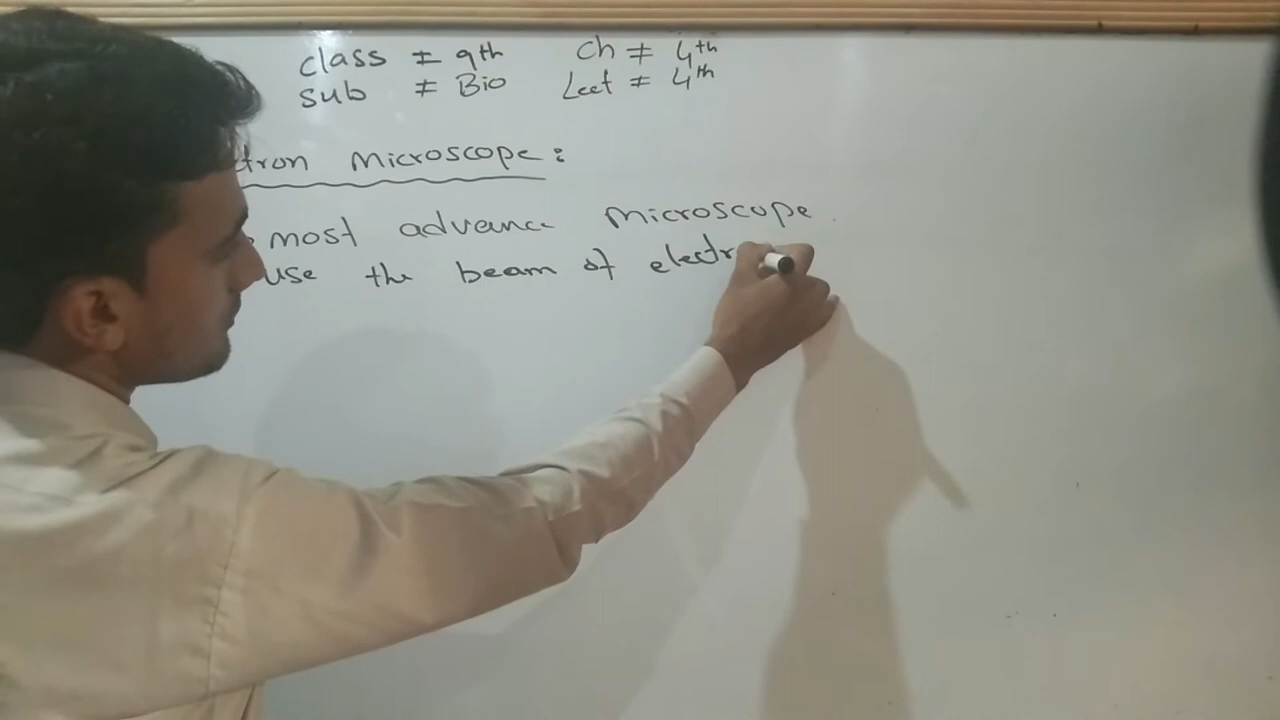 class ≠ 9th Ch ≠ 4th
sub ≠ Bio Lect ≠ 4th
tron Microscope:
most advance Microscope.
use the beam of electr